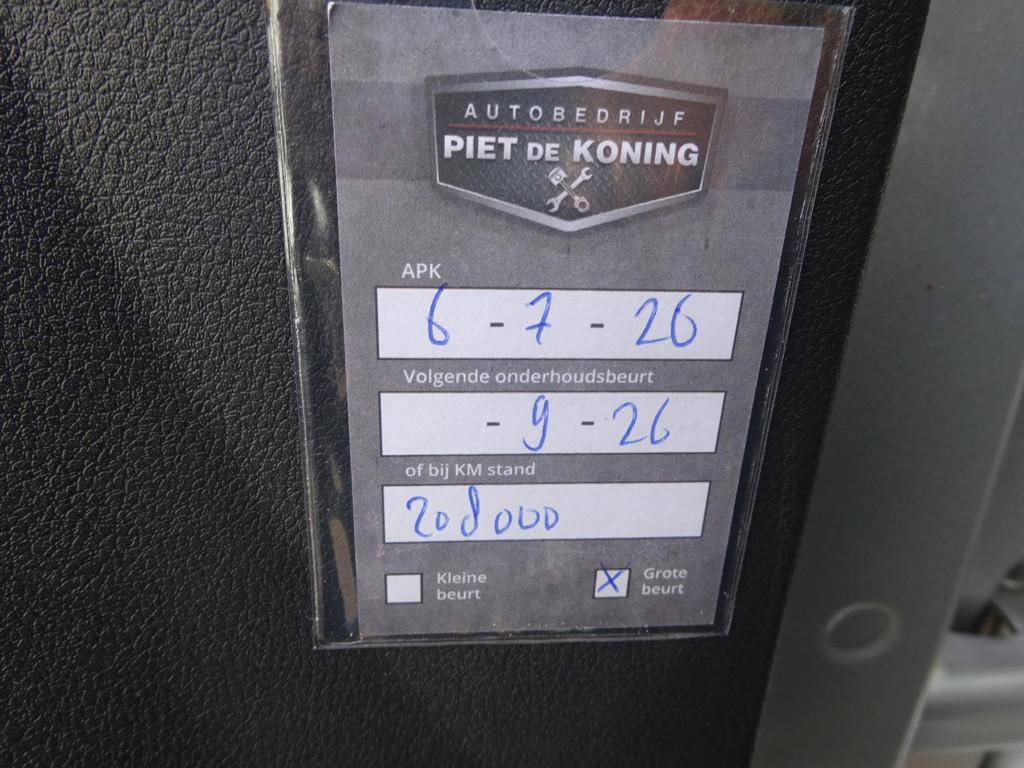 AUTOBEDRIJF
PIET DE KONING
APK
6 - 7 - 26
Volgende onderhoudsbeurt
- 9 - 26
of bij KM stand
208000
Kleine
beurt
X
Grote
beurt